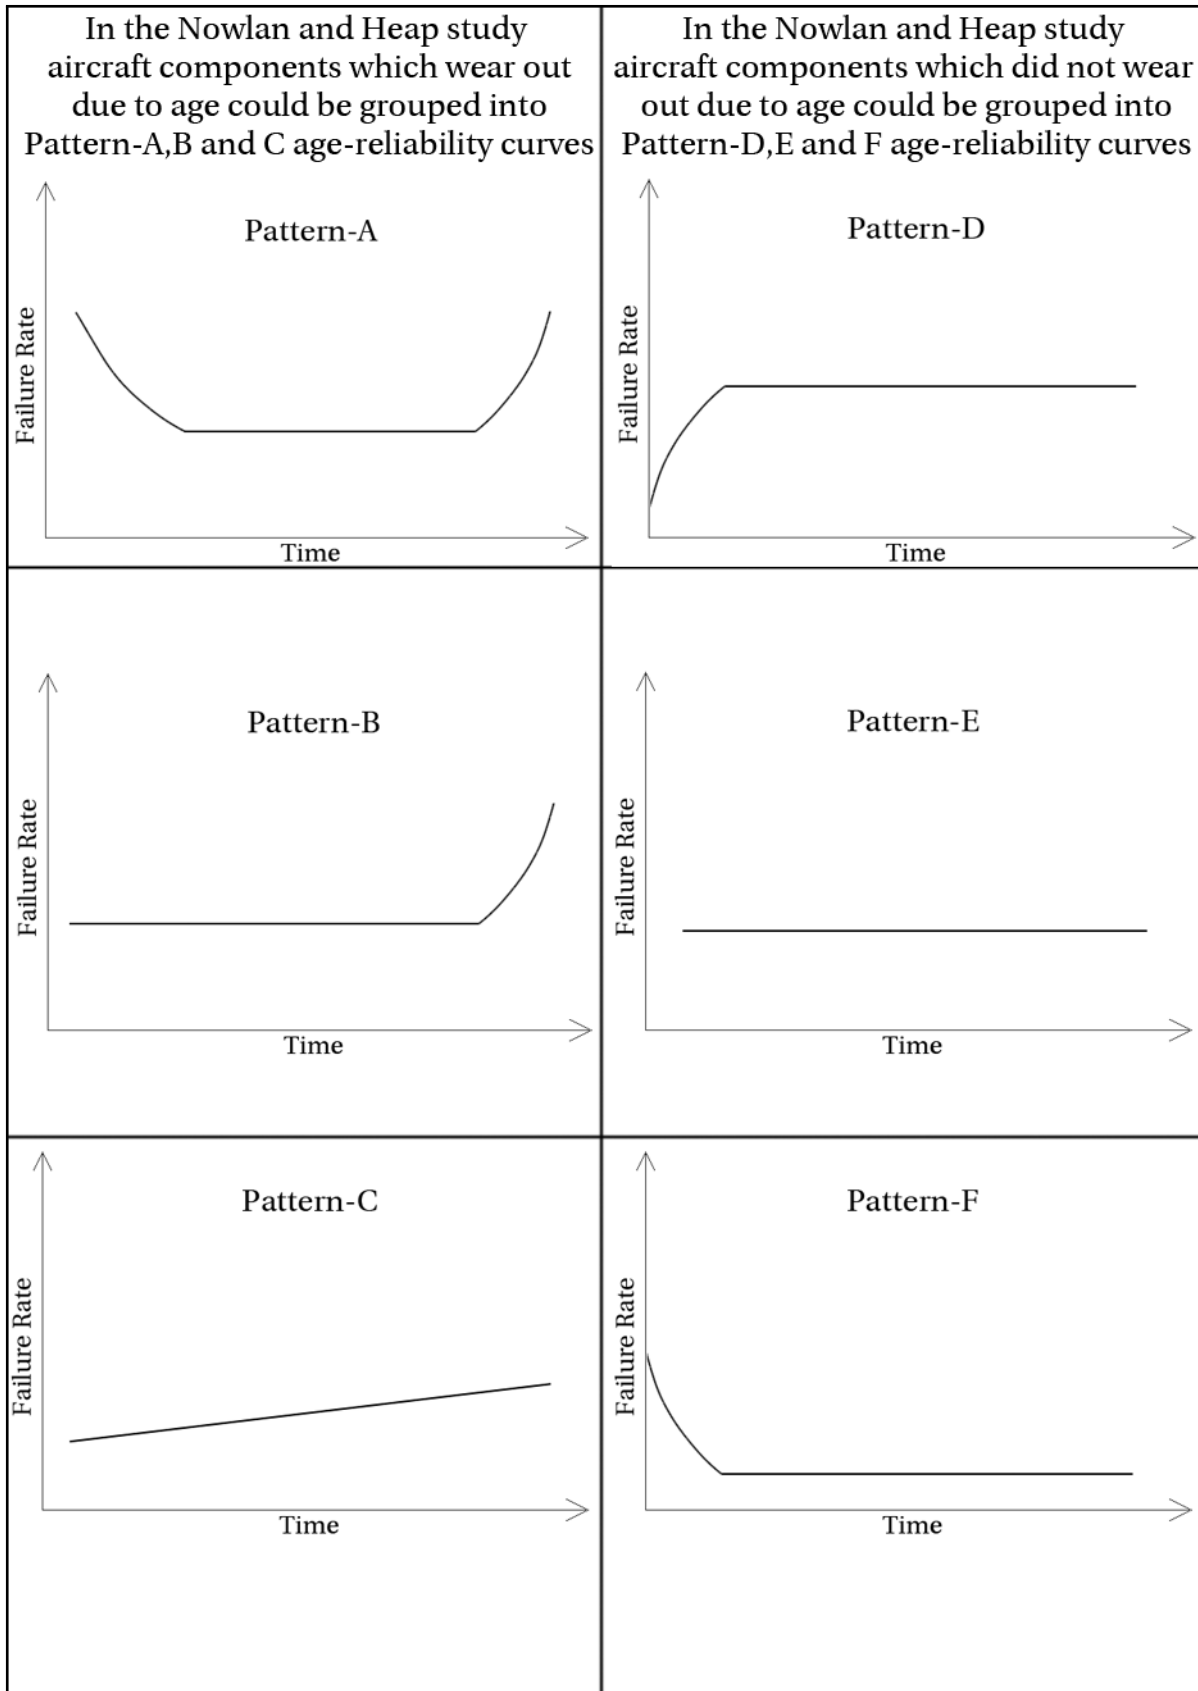 In the Nowlan and Heap study
aircraft components which wear out
due to age could be grouped into
Pattern-A,B and C age-reliability curves
Pattern-A
Failure Rate
Time
In the Nowlan and Heap study
aircraft components which did not wear
out due to age could be grouped into
Pattern-D,E and F age-reliability curves
Pattern-D
Failure Rate
Time
Pattern-B
Failure Rate
Time
Pattern-E
Failure Rate
Time
Pattern-C
Failure Rate
Time
Pattern-F
Failure Rate
Time